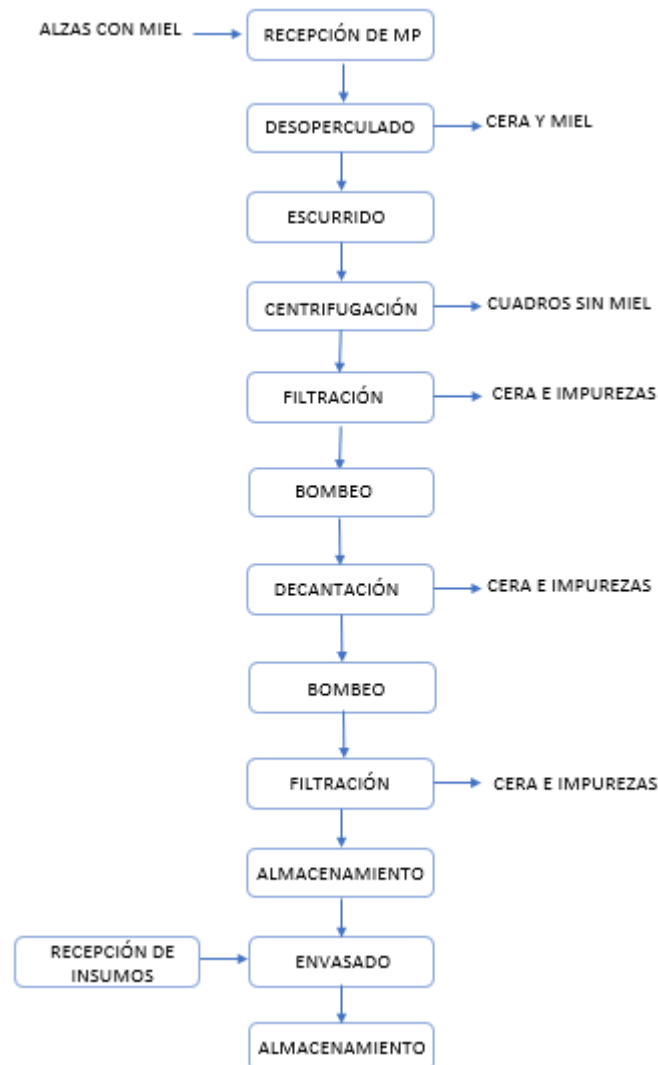 ALZAS CON MIEL
RECEPCIÓN DE MP
DESOPERCULADO
CERA Y MIEL
ESCURRIDO
CENTRIFUGACIÓN
CUADROS SIN MIEL
FILTRACIÓN
CERA E IMPUREZAS
BOMBEO
DECANTACIÓN
CERA E IMPUREZAS
BOMBEO
FILTRACIÓN
CERA E IMPUREZAS
ALMACENAMIENTO
RECEPCIÓN DE
INSUMOS
ENVASADO
ALMACENAMIENTO